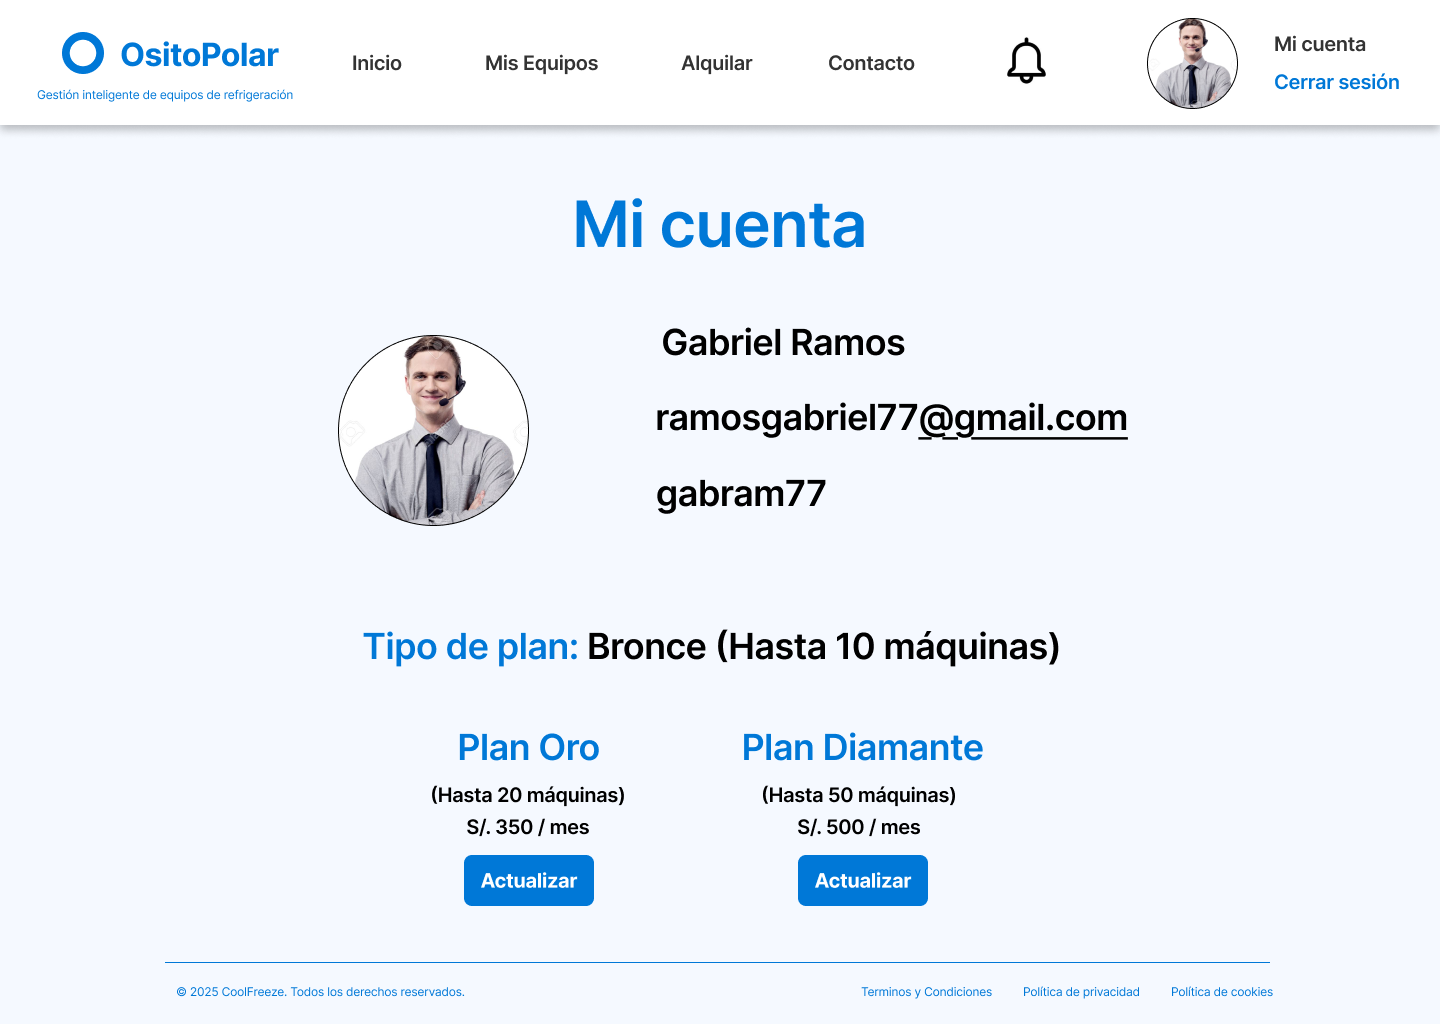 OsitoPolar
Gestión inteligente de equipos de refrigeración
Inicio
Mis Equipos
Alquilar
Contacto
Mi cuenta
Cerrar sesión
Mi cuenta
Gabriel Ramos
ramosgabriel77@gmail.com
gabram77
Tipo de plan: Bronce (Hasta 10 máquinas)
Plan Oro
(Hasta 20 máquinas)
S/. 350 / mes
Actualizar
Plan Diamante
(Hasta 50 máquinas)
S/. 500 / mes
Actualizar
© 2025 CoolFreeze. Todos los derechos reservados.
Terminos y Condiciones
Política de privacidad
Política de cookies